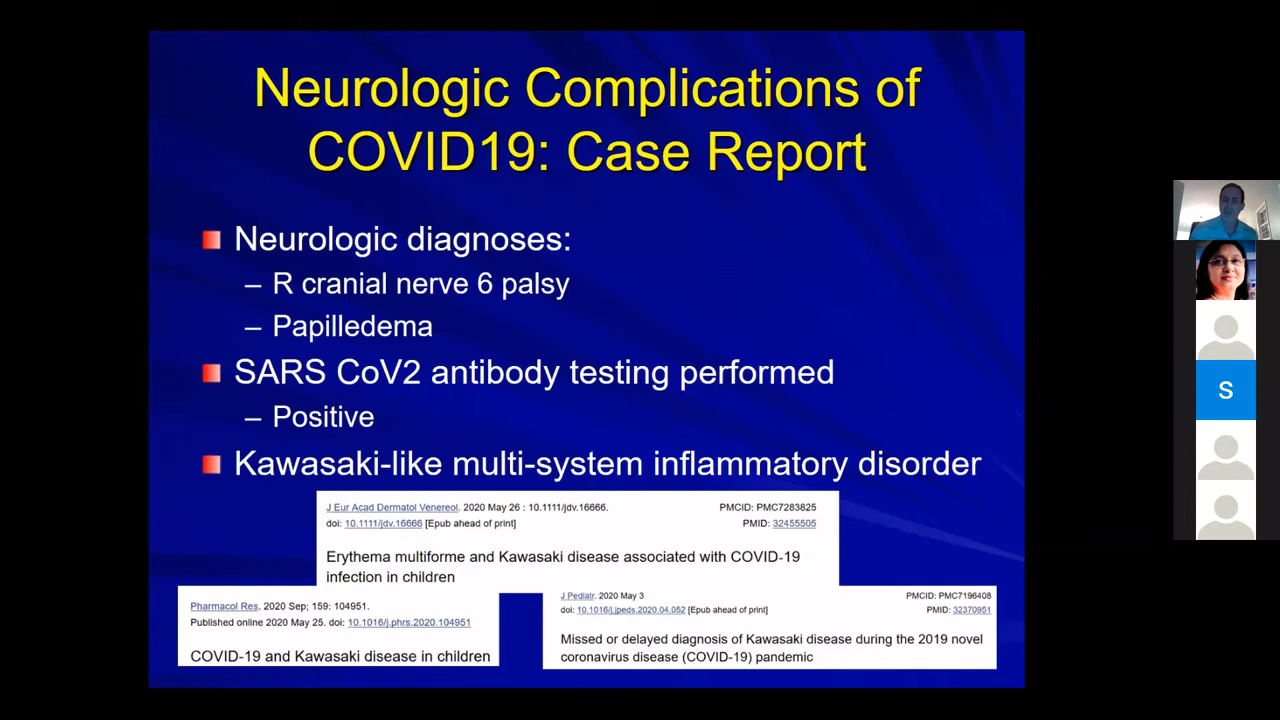 Neurologic Complications of
COVID19: Case Report
Neurologic diagnoses:
– R cranial nerve 6 palsy
– Papilledema
SARS CoV2 antibody testing performed
– Positive
Kawasaki-like multi-system inflammatory disorder
J Eur Acad Dermatol Venereol. 2020 May 26 : 10.1111/jdv.16666. PMCID: PMC7283825
doi: 10.1111/jdv.16666 [Epub ahead of print] PMID: 32455505
Erythema multiforme and Kawasaki disease associated with COVID-19
infection in children
Pharmacol Res. 2020 Sep; 159: 104951.
Published online 2020 May 25. doi: 10.1016/j.phrs.2020.104951
COVID-19 and Kawasaki disease in children
J Pediatr. 2020 May 3 PMCID: PMC7196408
doi: 10.1016/j.jpeds.2020.04.052 [Epub ahead of print] PMID: 32370951
Missed or delayed diagnosis of Kawasaki disease during the 2019 novel
coronavirus disease (COVID-19) pandemic
S